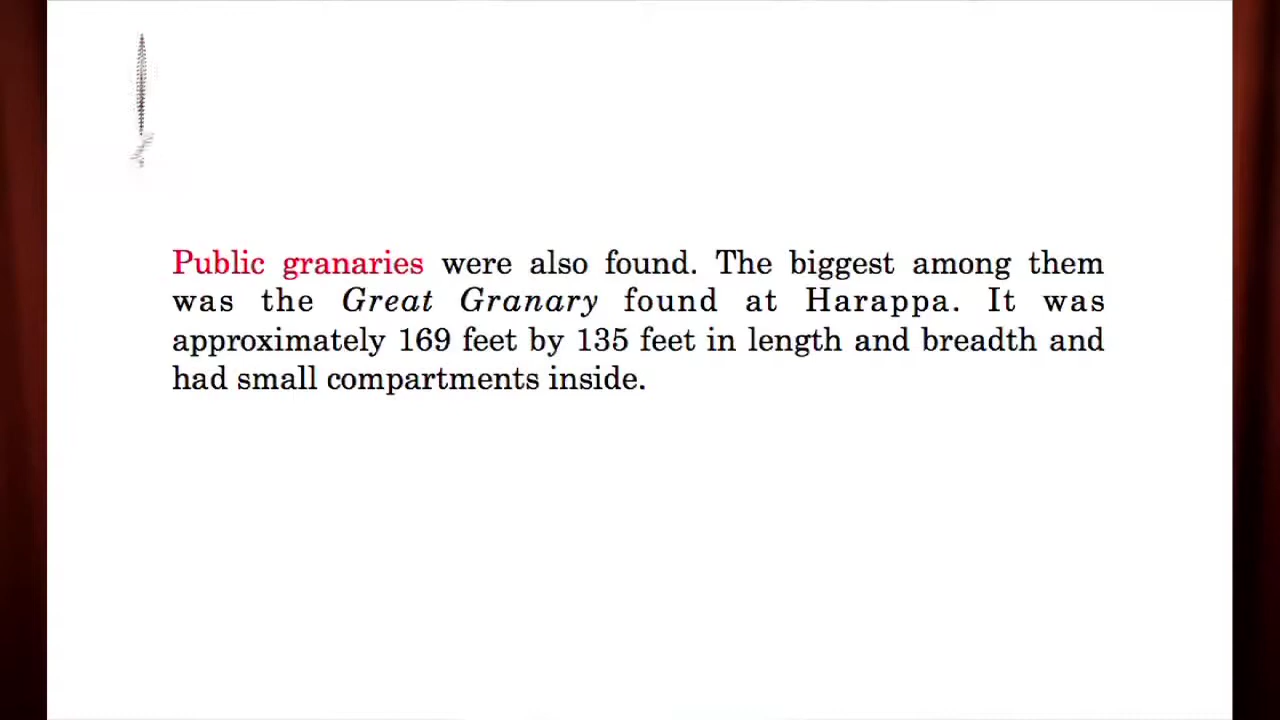 Public granaries were also found. The biggest among them
was the Great Granary found at Harappa. It was
approximately 169 feet by 135 feet in length and breadth and
had small compartments inside.